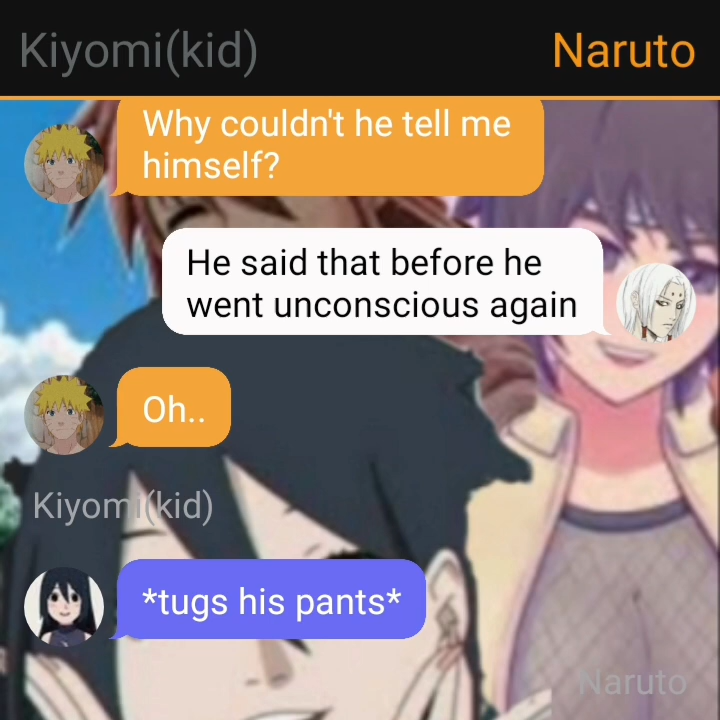 Kiyomi(kid) Naruto
Why couldn't he tell me
himself?
He said that before he
went unconscious again
Oh..
Kiyomi(kid)
*tugs his pants*
Naruto